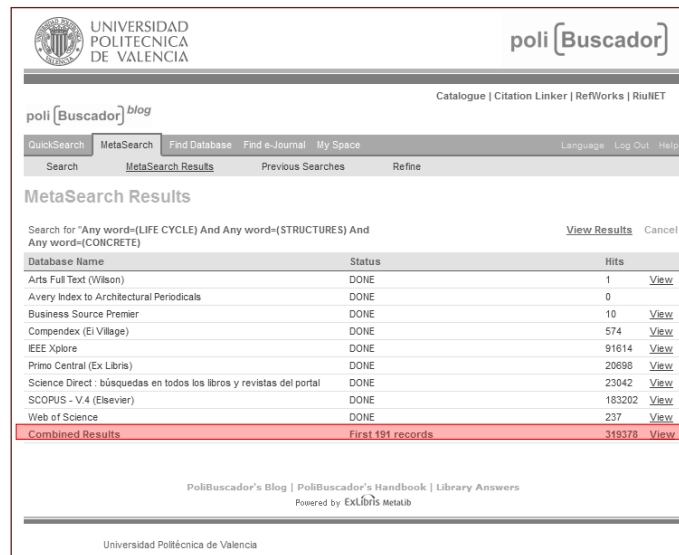 UNIVERSIDAD
POLITECNICA
DE VALENCIA
poli [Buscador]
Catalogue | Citation Linker | RefWorks | RiuNET
poli [Buscador] blog
QuickSearch MetaSearch Find Database Find e-Journal My Space Language Log Out Help
Search MetaSearch Results Previous Searches Refine
MetaSearch Results
Search for "Any word=(LIFE CYCLE) And Any word=(STRUCTURES) And
Any word=(CONCRETE) View Results Cancel
Database Name Status Hits
Arts Full Text (Wilson) DONE 1 View
Avery Index to Architectural Periodicals DONE 0
Business Source Premier DONE 10 View
Compendex (Ei Village) DONE 574 View
IEEE Xplore DONE 91614 View
Primo Central (Ex Libris) DONE 20698 View
Science Direct : búsquedas en todos los libros y revistas del portal DONE 23042 View
SCOPUS - V.4 (Elsevier) DONE 183202 View
Web of Science DONE 237 View
Combined Results First 191 records 319378 View
PoliBuscador's Blog | PoliBuscador's Handbook | Library Answers
Powered by ExLibris MetaLib
Universidad Politécnica de Valencia